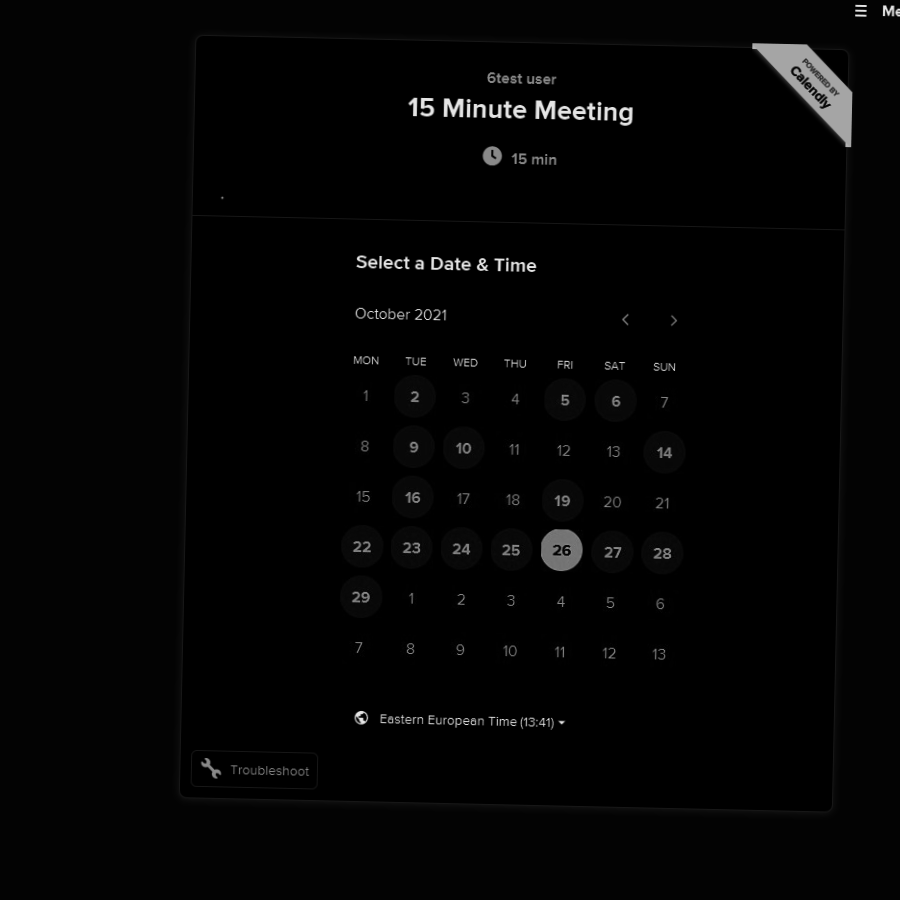 ☰ Me
POWERED BY
Calendly
6test user
15 Minute Meeting
15 min
Select a Date & Time
October 2021
MON TUE WED THU FRI SAT SUN
1 2 3 4 5 6 7
8 9 10 11 12 13 14
15 16 17 18 19 20 21
22 23 24 25 26 27 28
29 1 2 3 4 5 6
7 8 9 10 11 12 13
Eastern European Time (13:41)
Troubleshoot